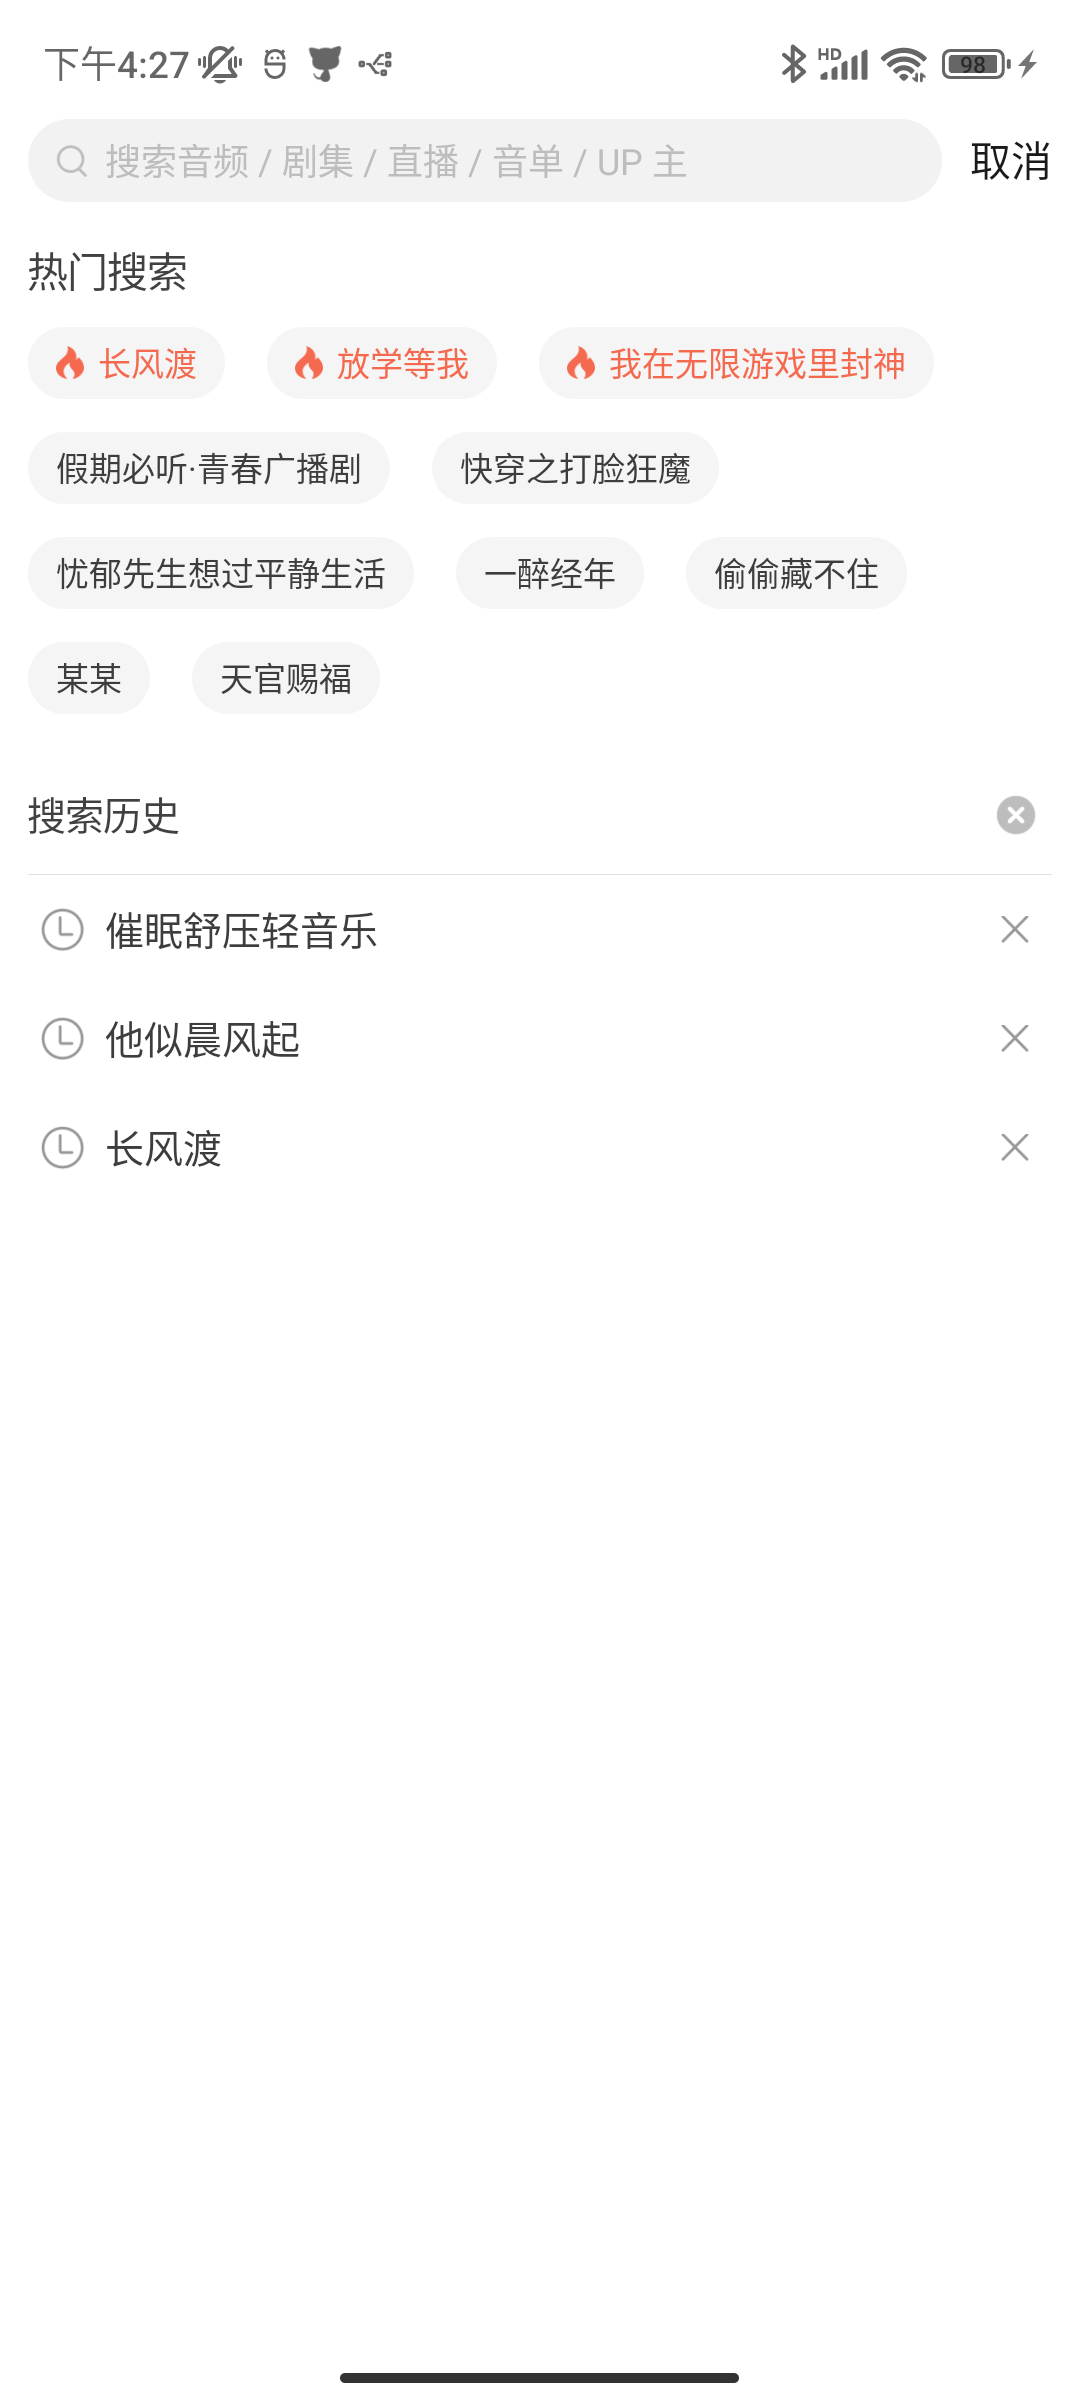 下午4:27 HD 98
搜索音频 / 剧集 / 直播 / 音单 / UP 主 取消
热门搜索
长风渡 放学等我 我在无限游戏里封神
假期必听·青春广播剧 快穿之打脸狂魔
忧郁先生想过平静生活 一醉经年 偷偷藏不住
某某 天官赐福
搜索历史
催眠舒压轻音乐
他似晨风起
长风渡